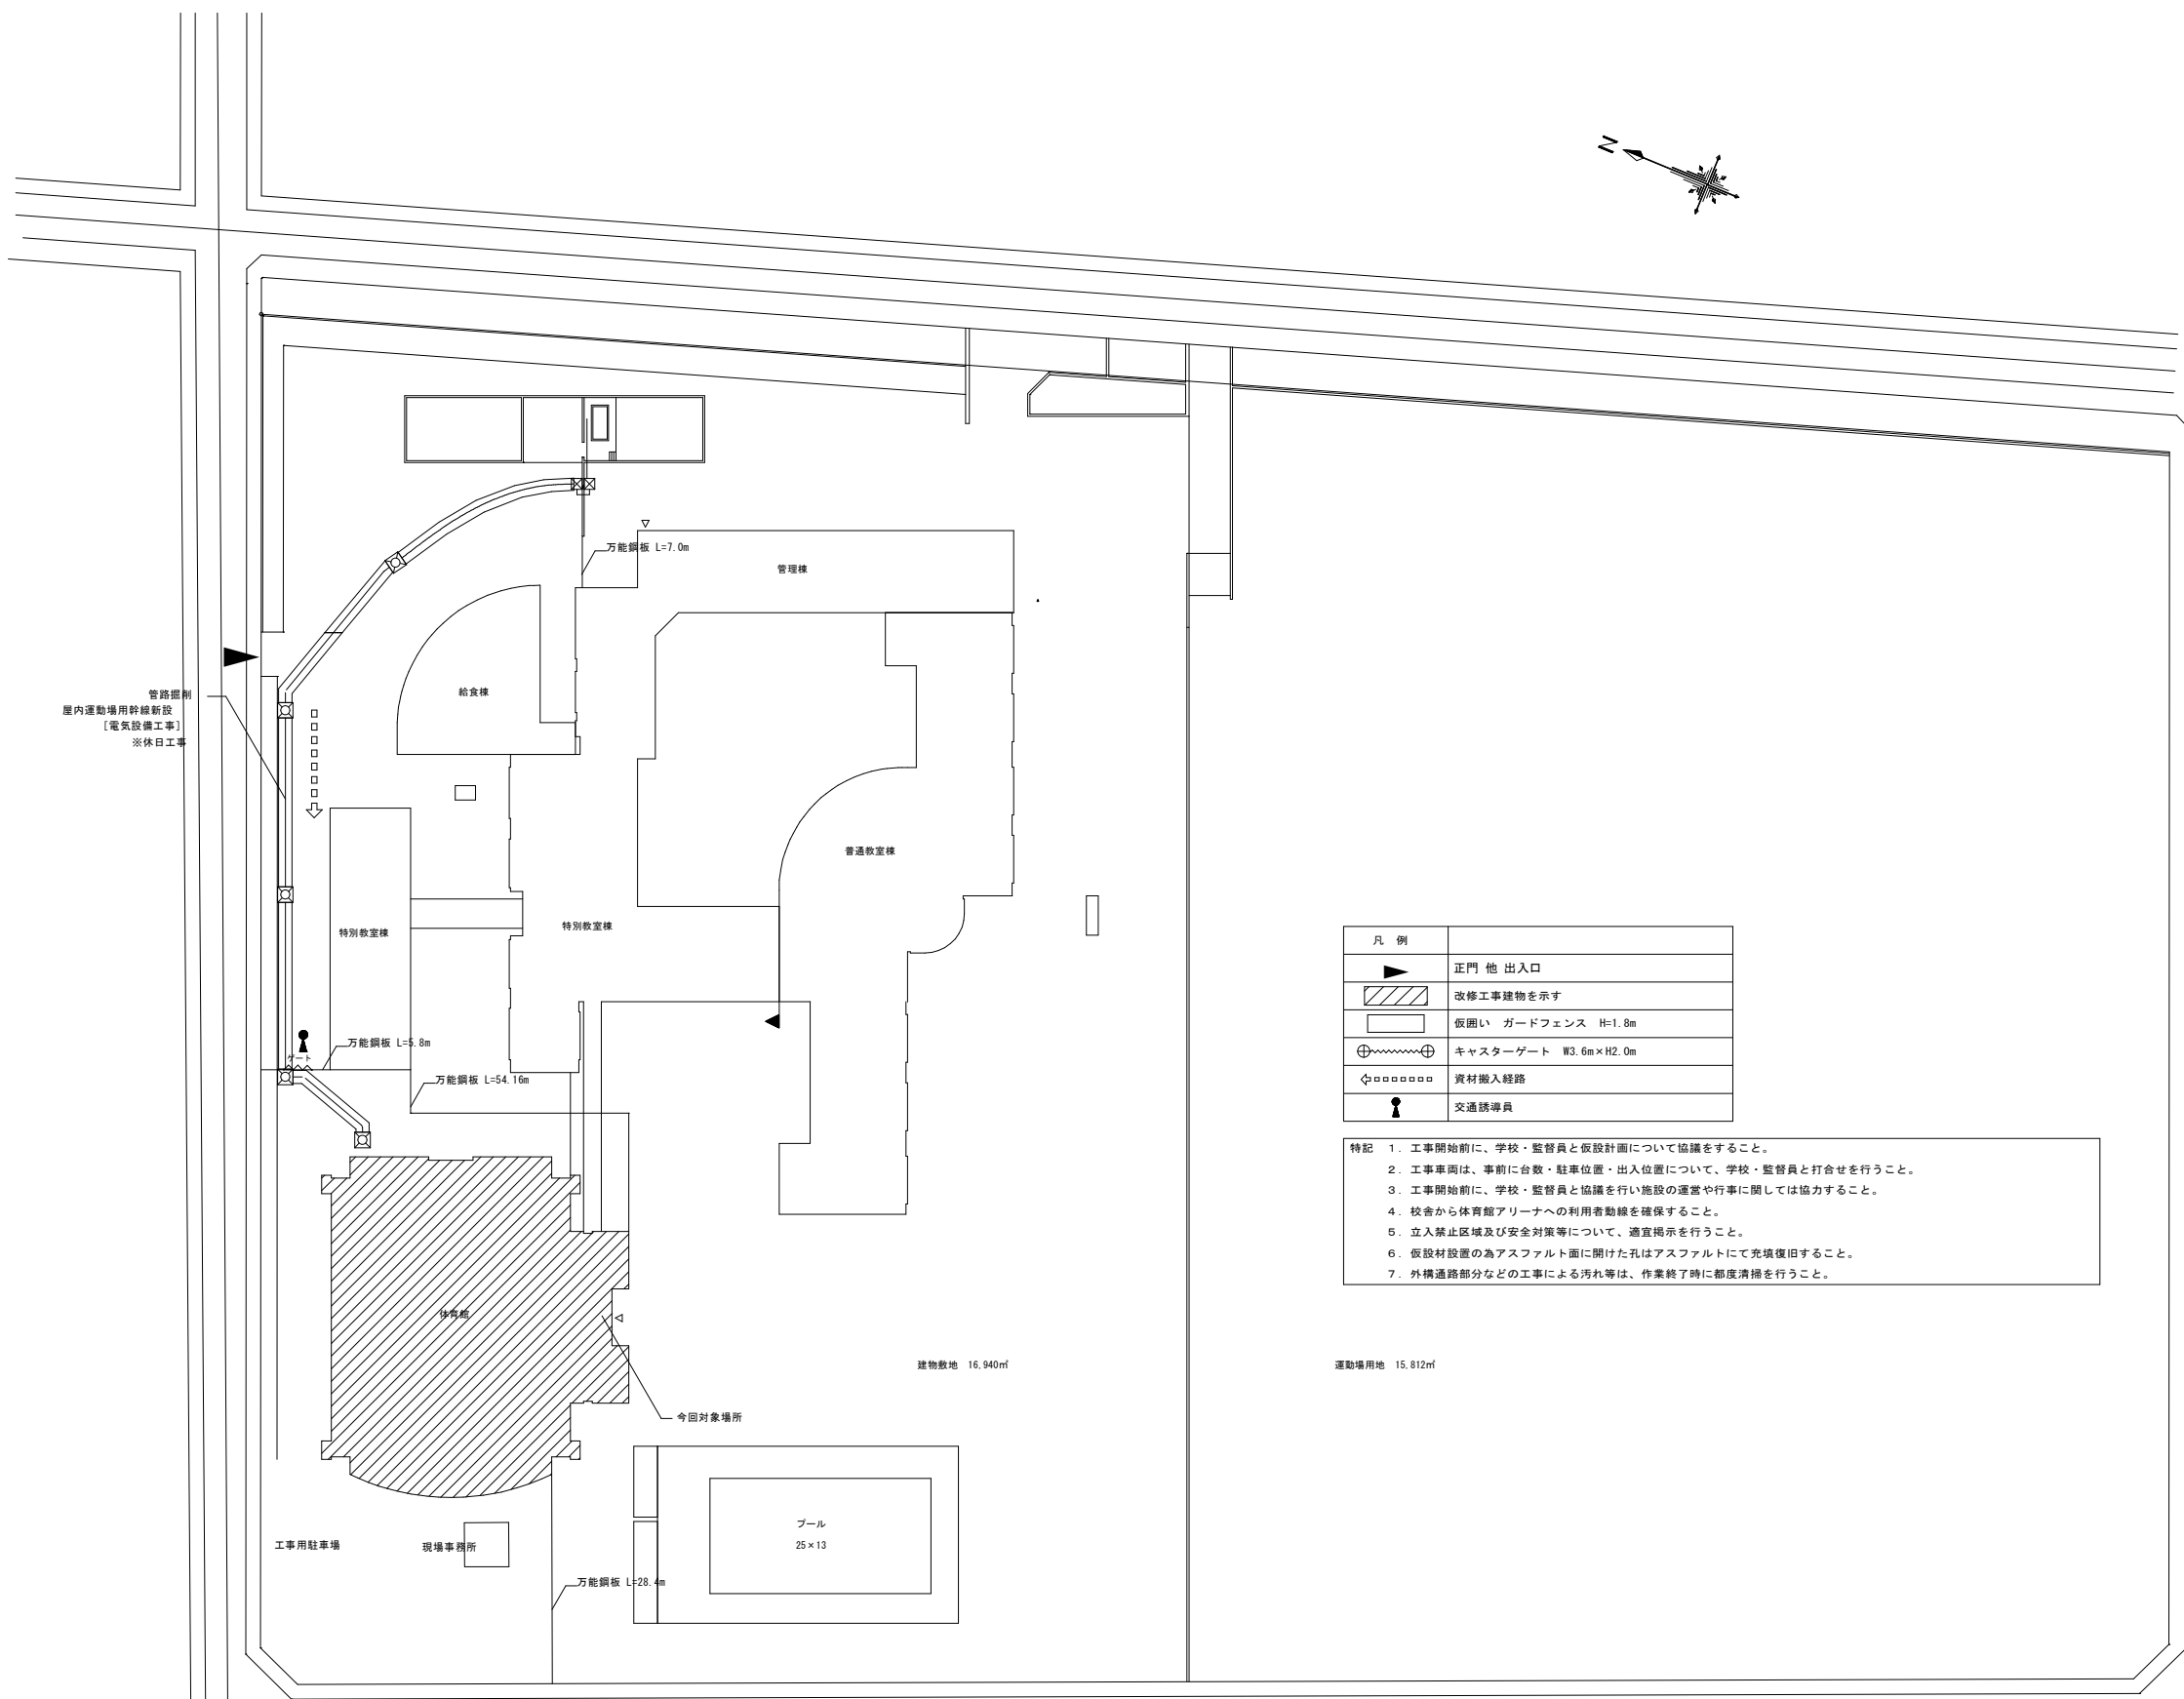 N
万能鋼板 L=7.0m
管理棟
管路掘削
屋内運動場用幹線新設
[電気設備工事]
※休日工事
給食棟
普通教室棟
特別教室棟
特別教室棟
万能鋼板 L=5.8m
ゲート
万能鋼板 L=54.16m
体育館
今回対象場所
建物敷地 16,940㎡
運動場用地 15,812㎡
プール
25×13
工事用駐車場
現場事務所
万能鋼板 L=28.4m
凡 例
正門 他 出入口
改修工事建物を示す
仮囲い ガードフェンス H=1.8m
キャスターゲート W3.6m×H2.0m
資材搬入経路
交通誘導員
特記 1. 工事開始前に、学校・監督員と仮設計画について協議をすること。
2. 工事車両は、事前に台数・駐車位置・出入位置について、学校・監督員と打合せを行うこと。
3. 工事開始前に、学校・監督員と協議を行い施設の運営や行事に関しては協力すること。
4. 校舎から体育館アリーナへの利用者動線を確保すること。
5. 立入禁止区域及び安全対策等について、適宜掲示を行うこと。
6. 仮設材設置の為アスファルト面に開けた孔はアスファルトにて充填復旧すること。
7. 外構通路部分などの工事による汚れ等は、作業終了時に都度清掃を行うこと。